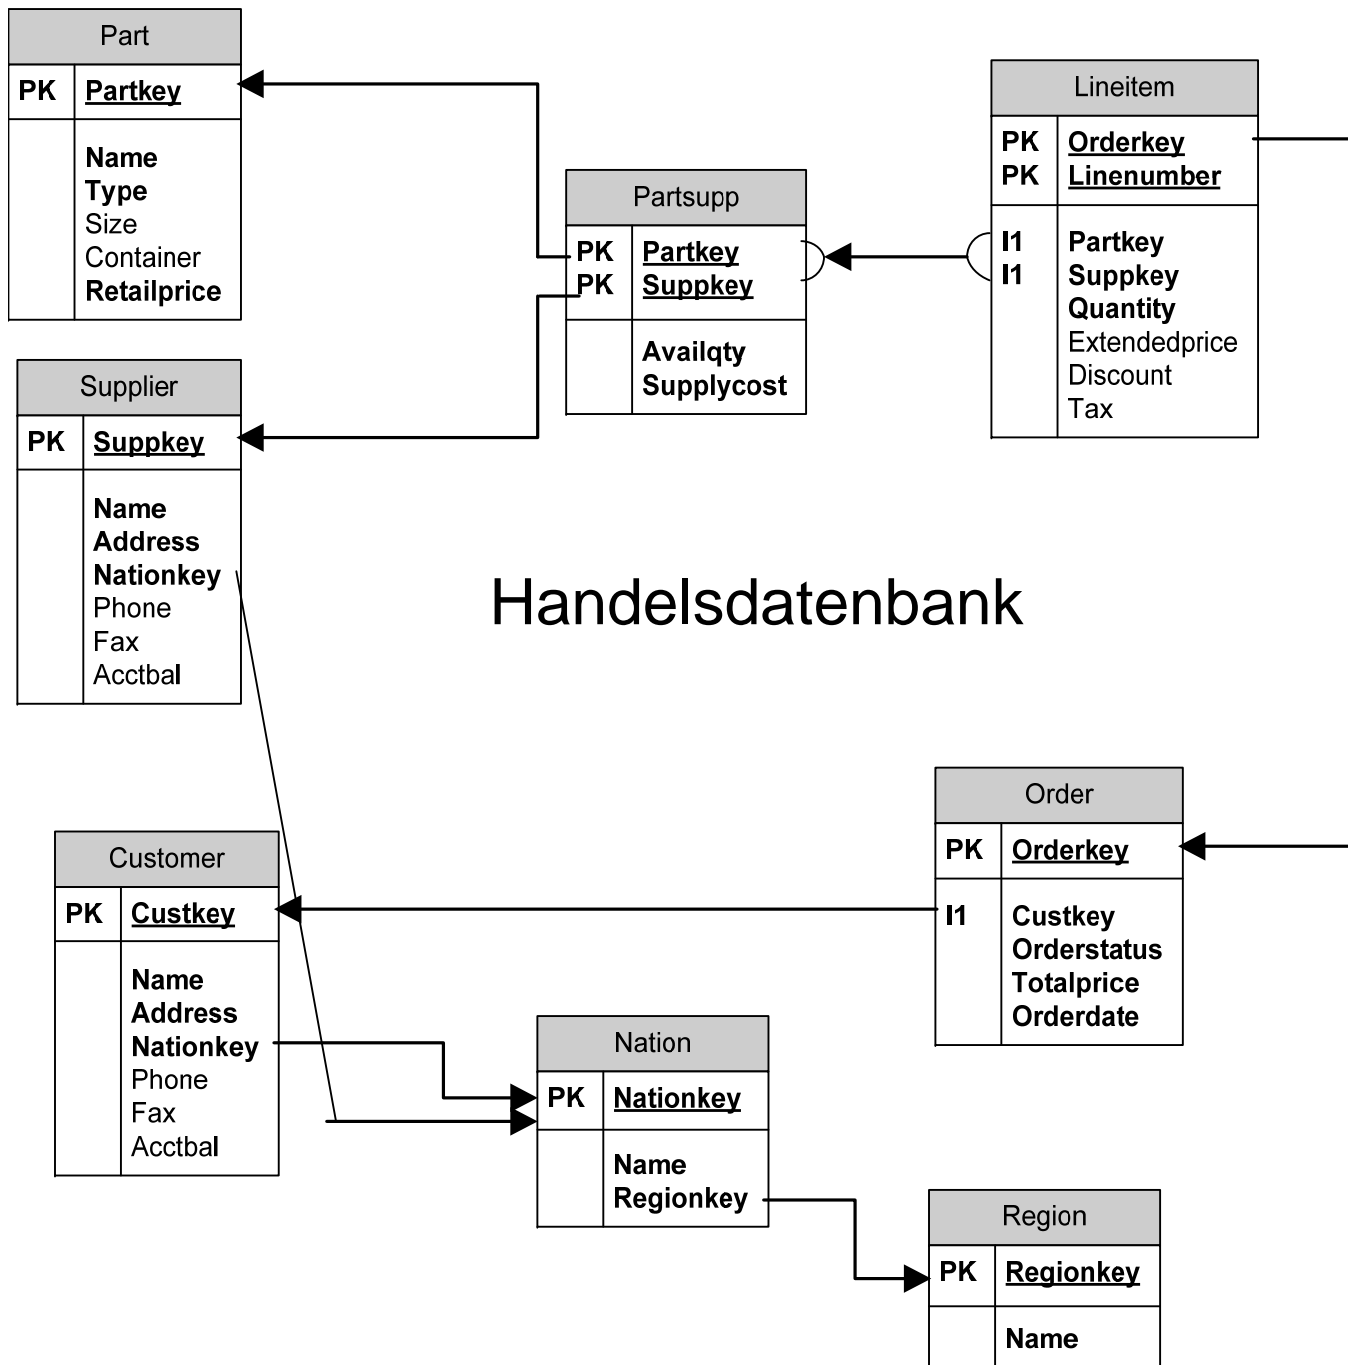 Part
PK Partkey
Name
Type
Size
Container
Retailprice
Lineitem
PK Orderkey
PK Linenumber
I1 Partkey
I1 Suppkey
Quantity
Extendedprice
Discount
Tax
Partsupp
PK Partkey
PK Suppkey
Availqty
Supplycost
Supplier
PK Suppkey
Name
Address
Nationkey
Phone
Fax
Acctbal
Handelsdatenbank
Order
PK Orderkey
I1 Custkey
Orderstatus
Totalprice
Orderdate
Customer
PK Custkey
Name
Address
Nationkey
Phone
Fax
Acctbal
Nation
PK Nationkey
Name
Regionkey
Region
PK Regionkey
Name